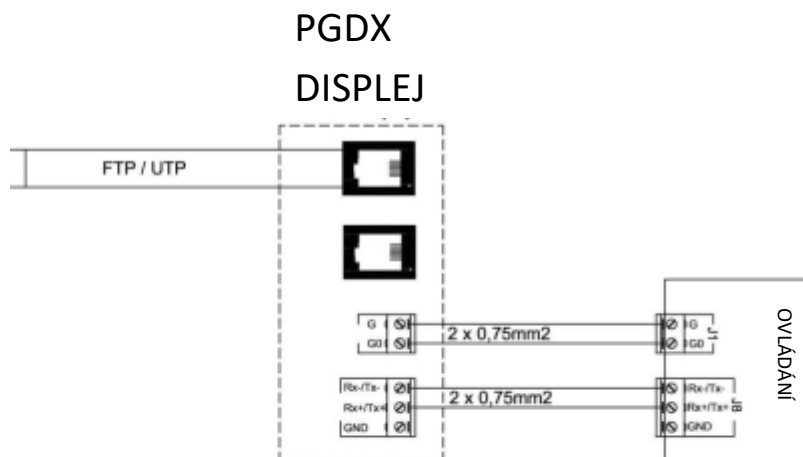 PGDX
DISPLEJ
FTP / UTP
G
G0
2 x 0,75mm2
G
G0
J1
Rx-/Tx-
Rx+/Tx+
GND
2 x 0,75mm2
Rx-/Tx-
Rx+/Tx+
GND
J8
OVLÁDÁNÍ